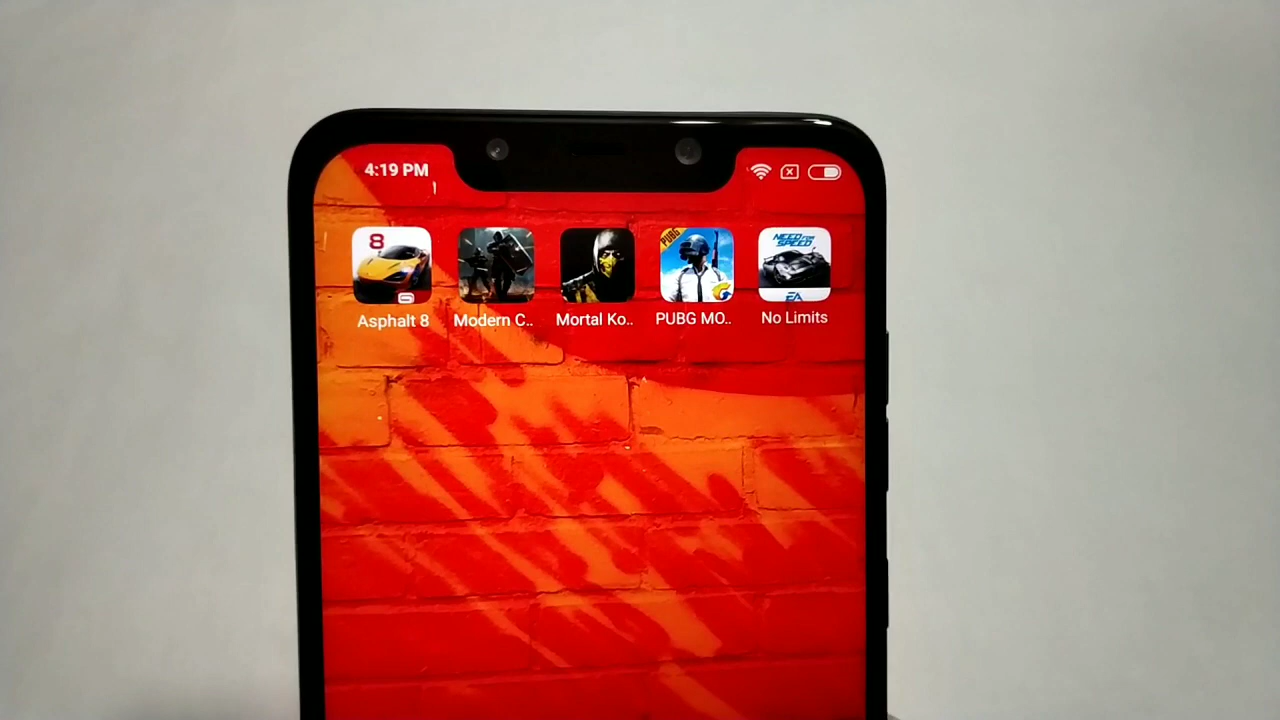 4:19 PM
8
PUBG
NEED FOR
SPEED
EA
Asphalt 8
Modern C..
Mortal Ko..
PUBG MO..
No Limits